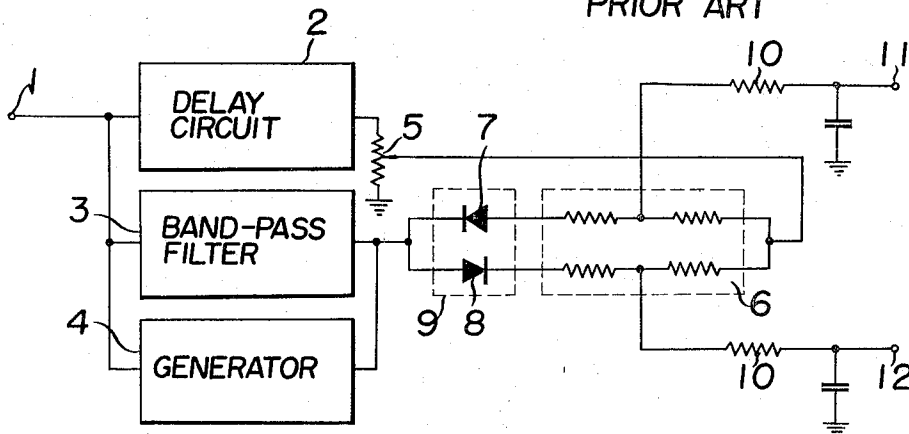 PRIOR ART
1
2
DELAY
CIRCUIT
5
7
10
11
3
BAND-PASS
FILTER
9
8
6
4
GENERATOR
10
12